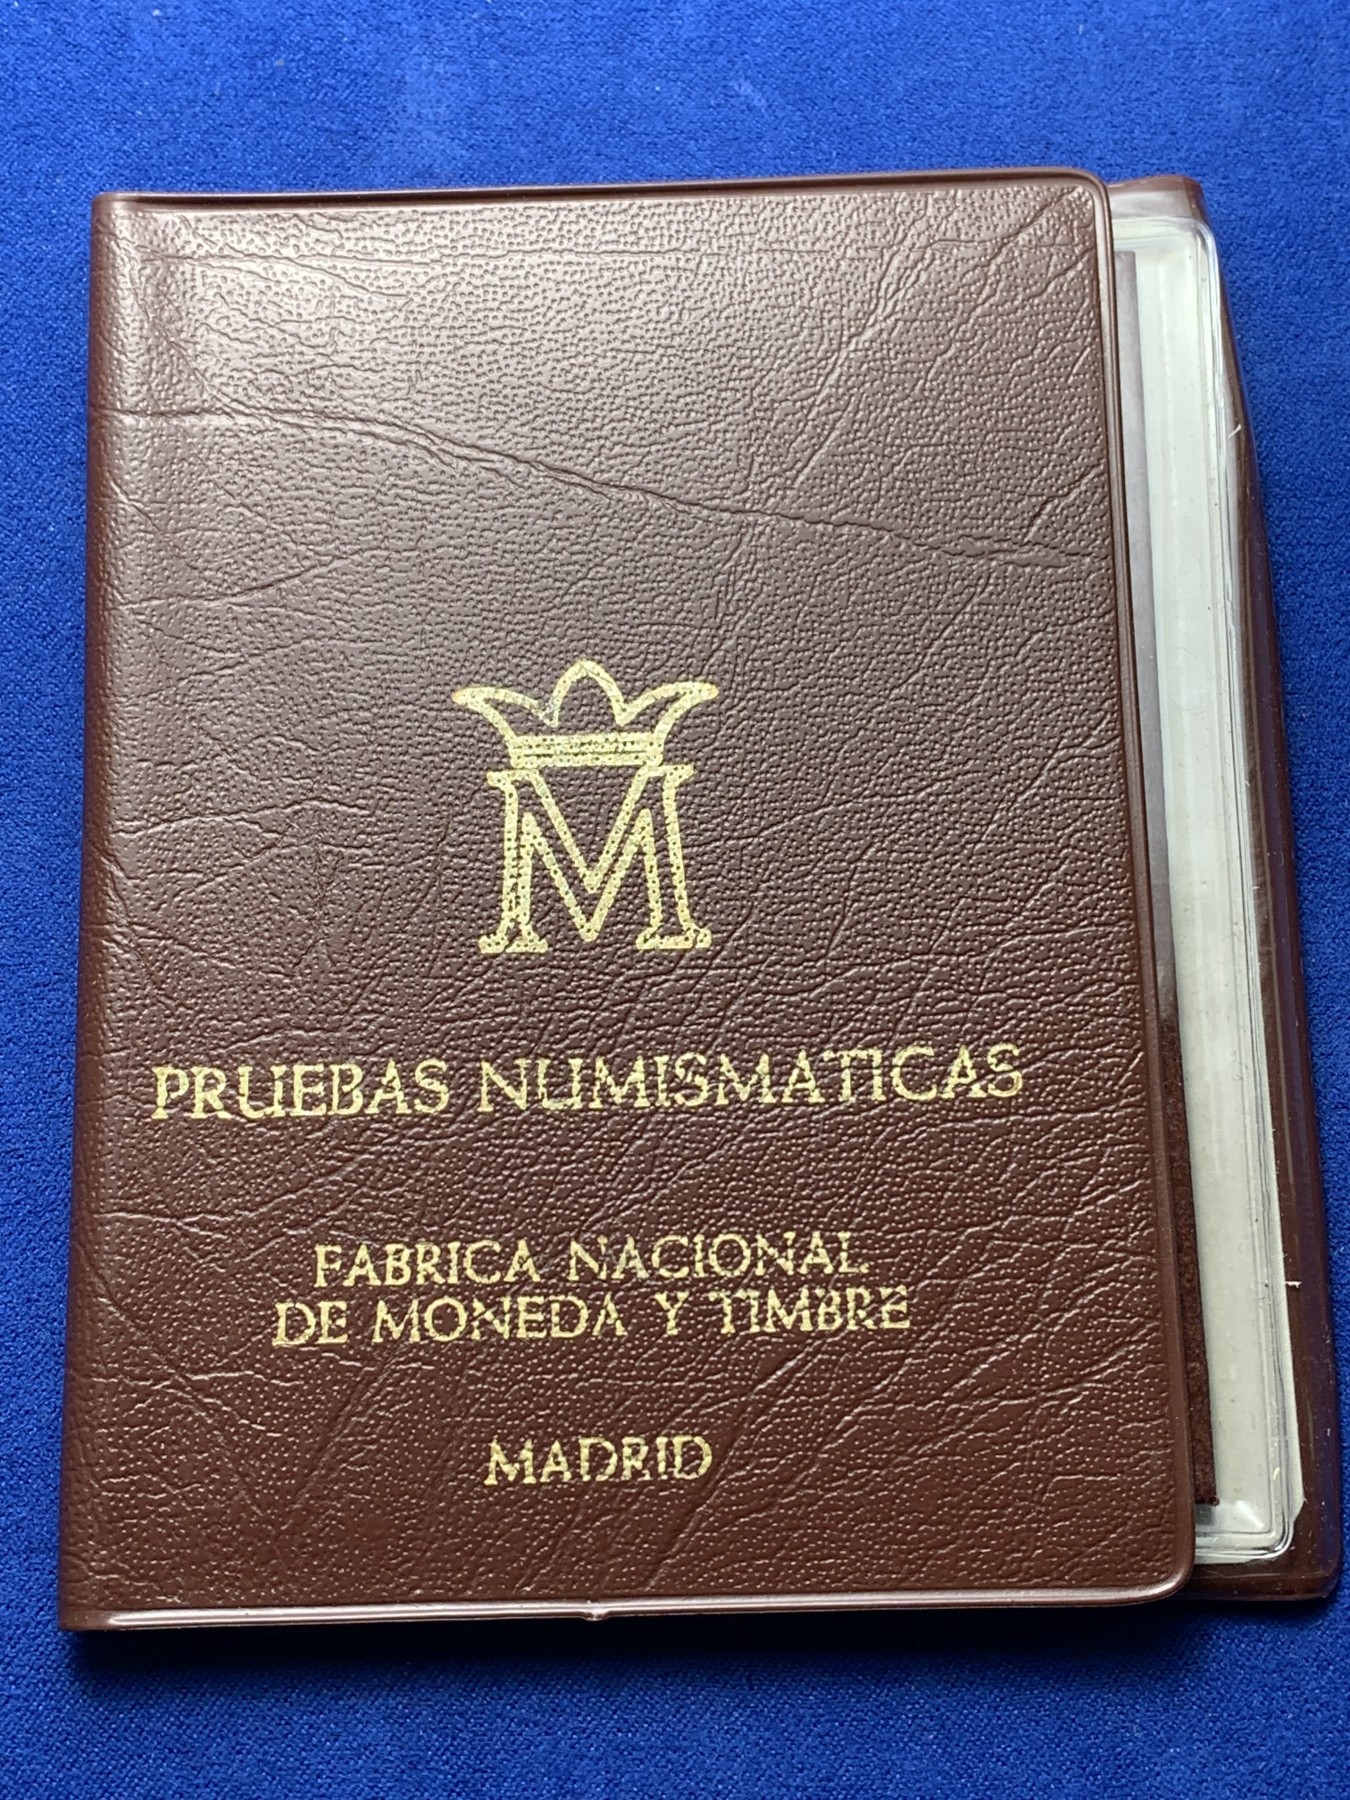 M
PRUEBAS NUMISMATICAS
FABRICA NACIONAL
DE MONEDA Y TIMBRE
MADRID